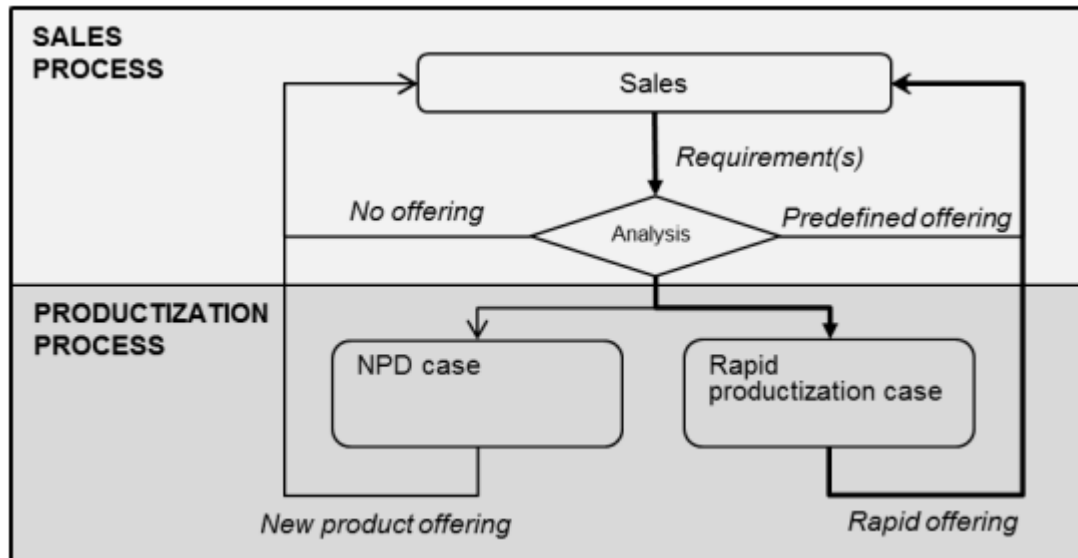 SALES
PROCESS
Sales
Requirement(s)
No offering
Predefined offering
Analysis
PRODUCTIZATION
PROCESS
NPD case
Rapid
productization case
New product offering
Rapid offering